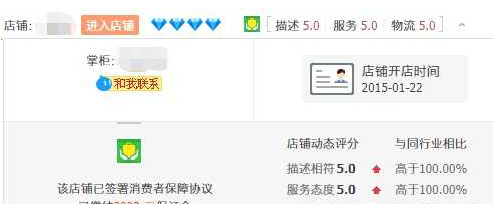 店铺: 进入店铺 描述 5.0 服务 5.0 物流 5.0
掌柜:
和我联系
店铺开店时间
2015-01-22
店铺动态评分 与同行业相比
描述相符 5.0 高于100.00%
该店铺已签署消费者保障协议
服务态度 5.0 高于100.00%